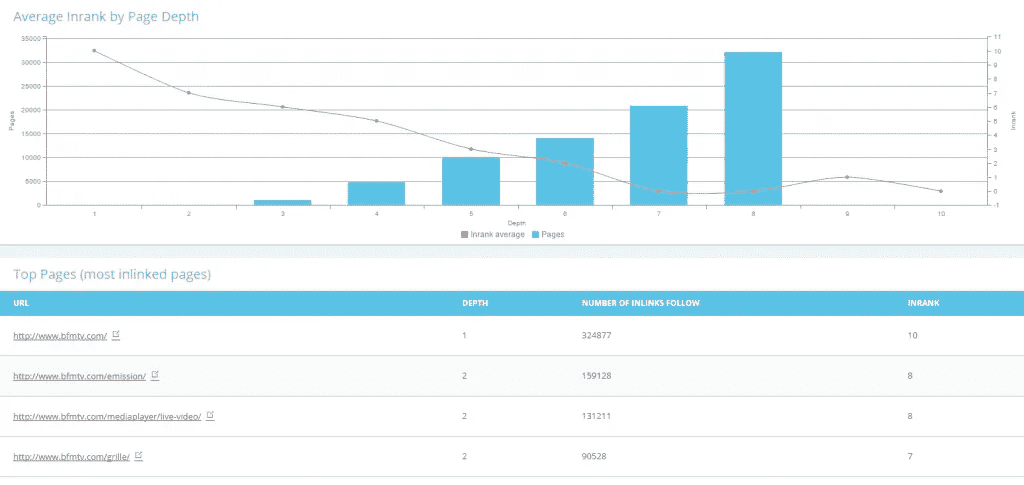 Average Inrank by Page Depth
35000
30000
25000
20000
15000
10000
5000
0
Pages
11
10
9
8
7
6
5
4
3
2
1
0
-1
Inrank
1 2 3 4 5 6 7 8 9 10
Depth
Inrank average Pages
Top Pages (most inlinked pages)
URL DEPTH NUMBER OF INLINKS FOLLOW INRANK
http://www.bfmtv.com/ 1 324877 10
http://www.bfmtv.com/emission/ 2 159128 8
http://www.bfmtv.com/mediaplayer/live-video/ 2 131211 8
http://www.bfmtv.com/grille/ 2 90528 7